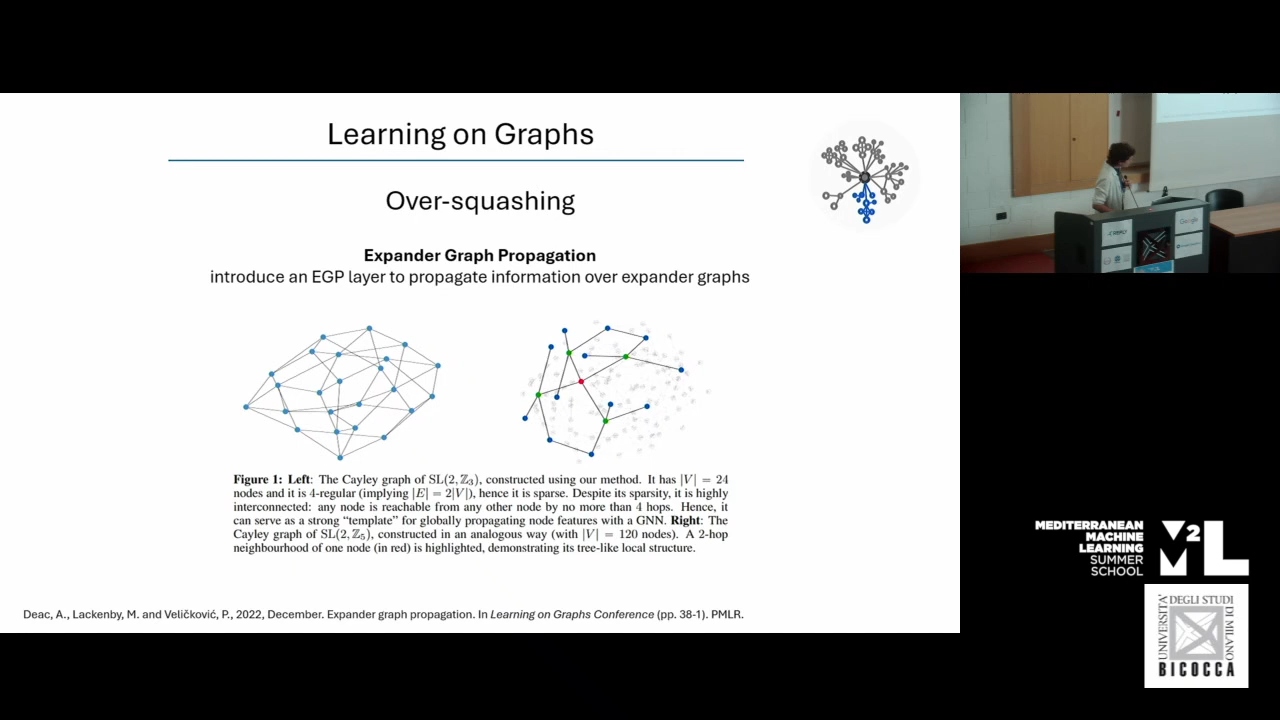 Learning on Graphs
Over-squashing
Expander Graph Propagation
introduce an EGP layer to propagate information over expander graphs
Figure 1: Left: The Cayley graph of SL(2, ℤ₃), constructed using our method. It has |V| = 24
nodes and it is 4-regular (implying |E| = 2|V|), hence it is sparse. Despite its sparsity, it is highly
interconnected: any node is reachable from any other node by no more than 4 hops. Hence, it
can serve as a strong “template” for globally propagating node features with a GNN. Right: The
Cayley graph of SL(2, ℤ₅), constructed in an analogous way (with |V| = 120 nodes). A 2-hop
neighbourhood of one node (in red) is highlighted, demonstrating its tree-like local structure.
Deac, A., Lackenby, M. and Veličković, P., 2022, December. Expander graph propagation. In Learning on Graphs Conference (pp. 38-1). PMLR.
Google
MEDITERRANEAN
MACHINE
LEARNING
SUMMER
SCHOOL
M2L
UNIVERSITA'
DEGLI STUDI
DI MILANO
BICOCCA